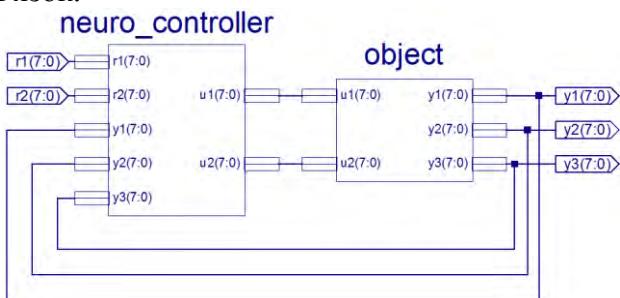 neuro_controller
object
r1(7:0) r1(7:0)
r2(7:0) r2(7:0) u1(7:0) u1(7:0) y1(7:0) y1(7:0)
y1(7:0) y2(7:0) y2(7:0)
y2(7:0) u2(7:0) u2(7:0) y3(7:0) y3(7:0)
y3(7:0)